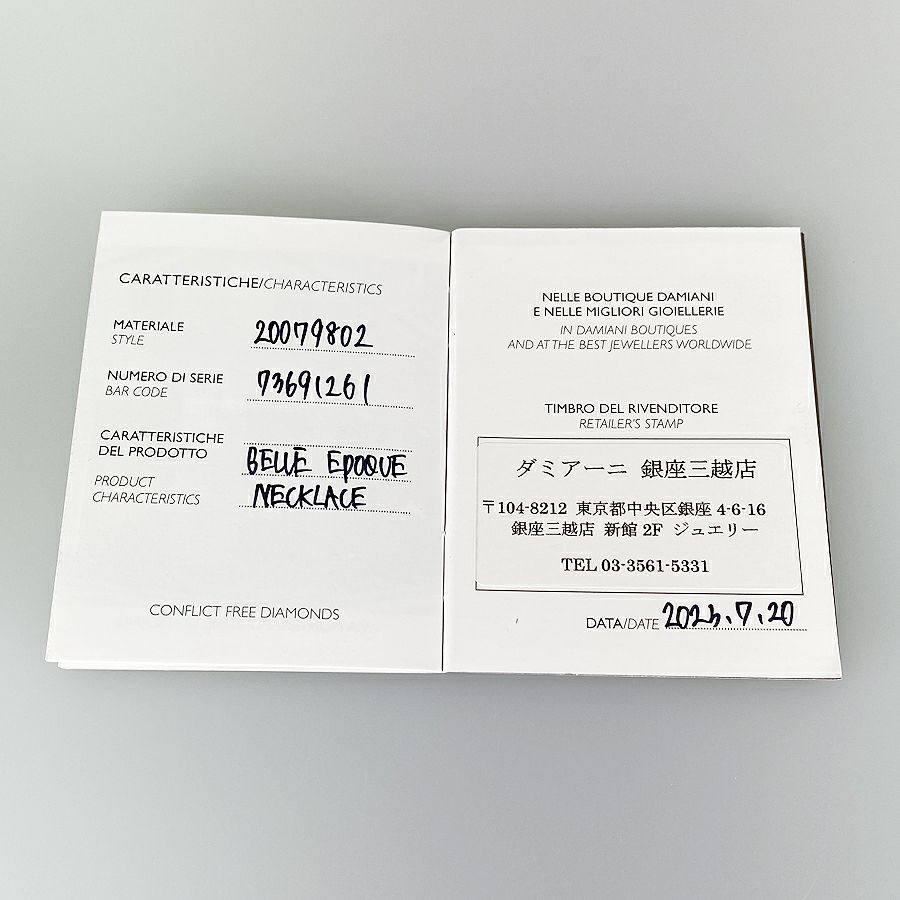 CARATTERISTICHE/CHARACTERISTICS
MATERIALE 20079802
STYLE
NUMERO DI SERIE 73691261
BAR CODE
CARATTERISTICHE
DEL PRODOTTO BELLE EPOQUE
PRODUCT NECKLACE
CHARACTERISTICS
CONFLICT FREE DIAMONDS
NELLE BOUTIQUE DAMIANI
E NELLE MIGLIORI GIOIELLERIE
IN DAMIANI BOUTIQUES
AND AT THE BEST JEWELLERS WORLDWIDE
TIMBRO DEL RIVENDITORE
RETAILER'S STAMP
ダミアーニ 銀座三越店
〒104-8212 東京都中央区銀座 4-6-16
銀座三越店 新館 2F ジュエリー
TEL 03-3561-5331
DATA/DATE